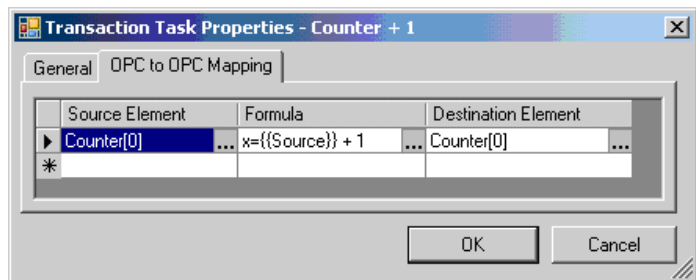 Transaction Task Properties - Counter + 1
General OPC to OPC Mapping
Source Element Formula Destination Element
Counter[0] ... x={{Source}} + 1 ... Counter[0] ...
OK Cancel